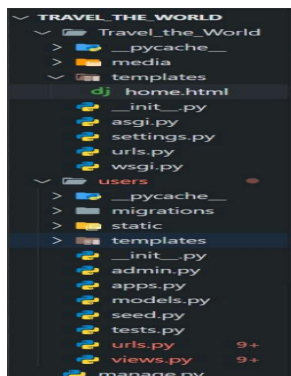 TRAVEL_THE_WORLD
Travel_the_World
__pycache__
media
templates
dj home.html
__init__.py
asgi.py
settings.py
urls.py
wsgi.py
users
__pycache__
migrations
static
templates
__init__.py
admin.py
apps.py
models.py
seed.py
tests.py
urls.py 9+
views.py 9+
manage.py